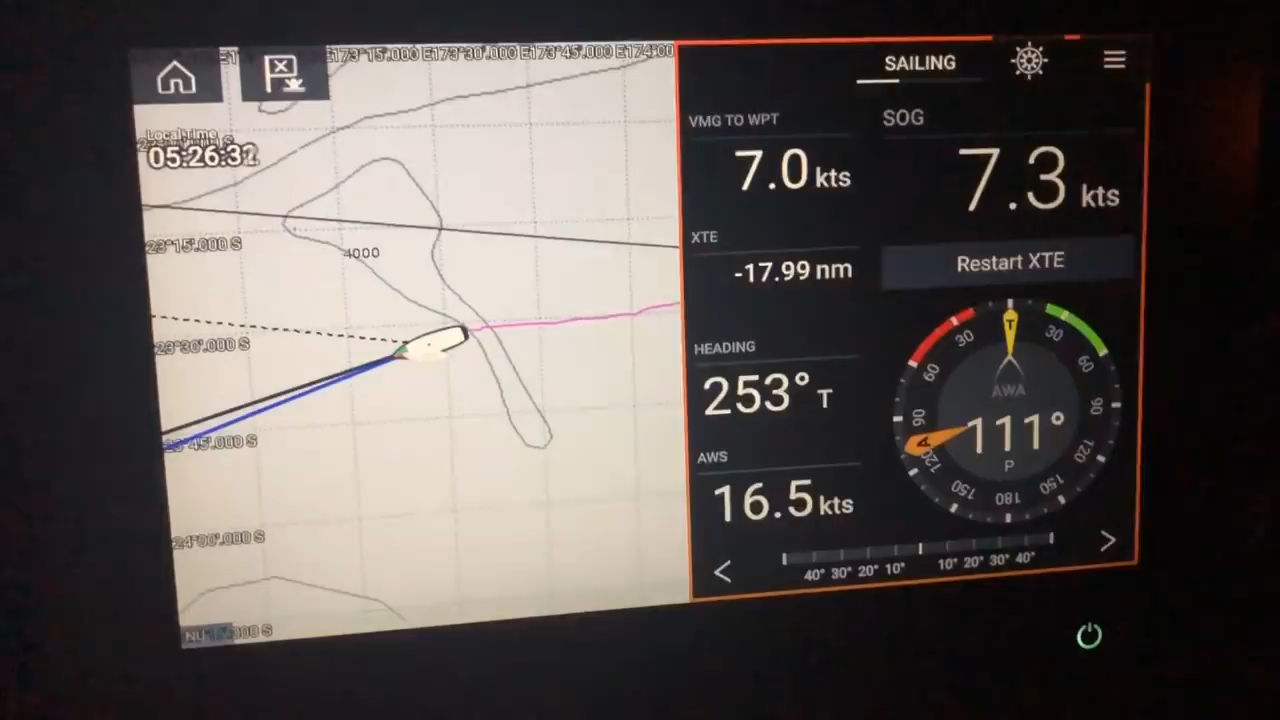 E173°15'.000 E173°30'.000 E173°45'.000 E174°00
Local Time
05:26:32
23°15'.000 S
4000
23°30'.000 S
23°45'.000 S
24°00'.000 S
SAILING
VMG TO WPT
7.0 kts
SOG
7.3 kts
XTE
-17.99 nm
Restart XTE
HEADING
253° T
AWS
16.5 kts
T
30 30
60 60
90 90
120 120
150 150
180
A
AWA
111°
P
40° 30° 20° 10° 10° 20° 30° 40°